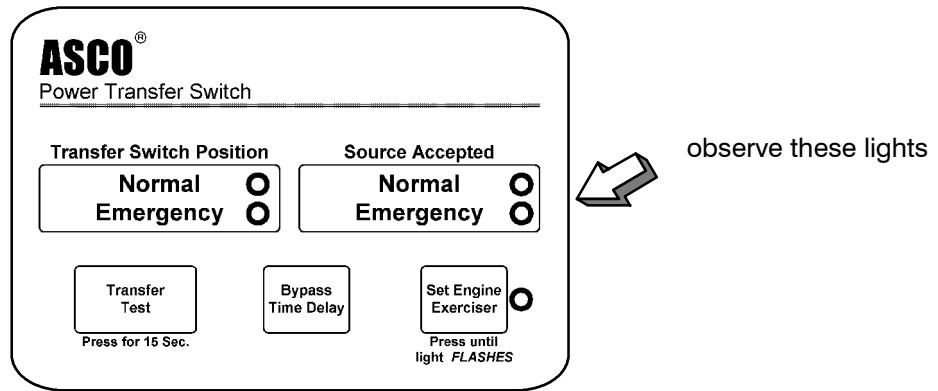 ASCO®
Power Transfer Switch
Transfer Switch Position
Normal
Emergency
Source Accepted
Normal
Emergency
observe these lights
Transfer
Test
Press for 15 Sec.
Bypass
Time Delay
Set Engine
Exerciser
Press until
light FLASHES